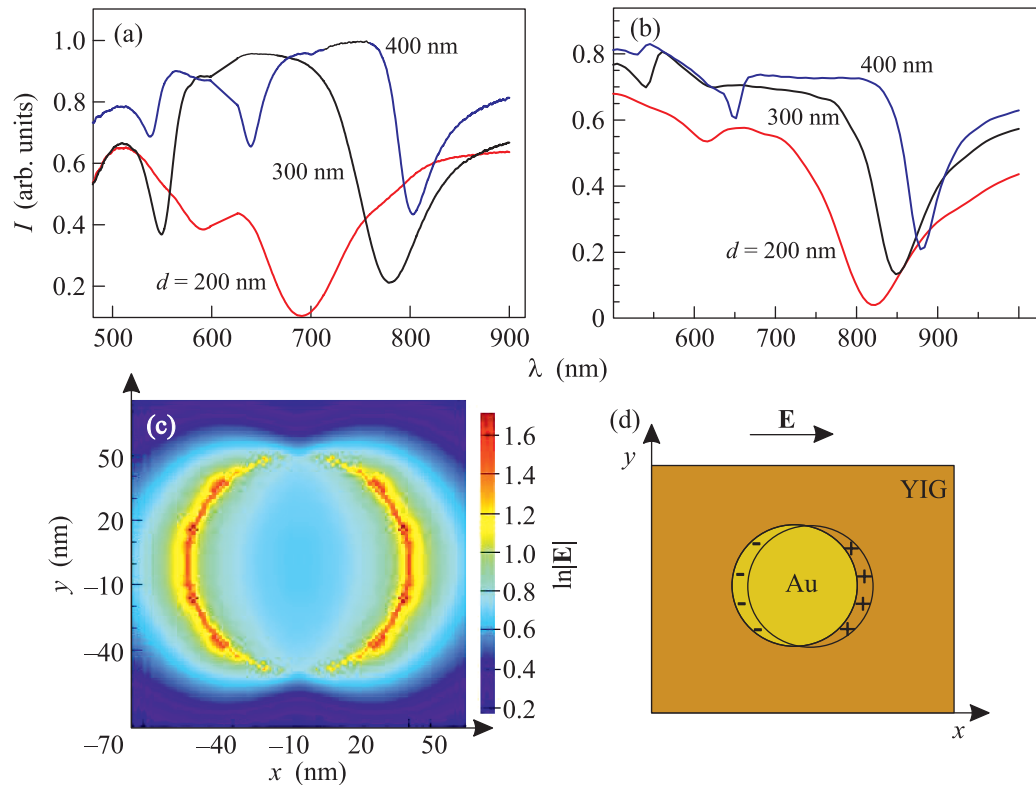 (a)
400 nm
300 nm
d = 200 nm
I (arb. units)
1.0
0.8
0.6
0.4
0.2
500 600 700 800 900
(b)
400 nm
300 nm
d = 200 nm
0.8
0.6
0.4
0.2
0
600 700 800 900
λ (nm)
(c)
y (nm)
50
20
−10
−40
−70 −40 −10 20 50
x (nm)
1.6
1.4
1.2
1.0
0.8
0.6
0.4
0.2
ln|E|
(d)
E
y
YIG
Au
- - - -
+ + + +
x